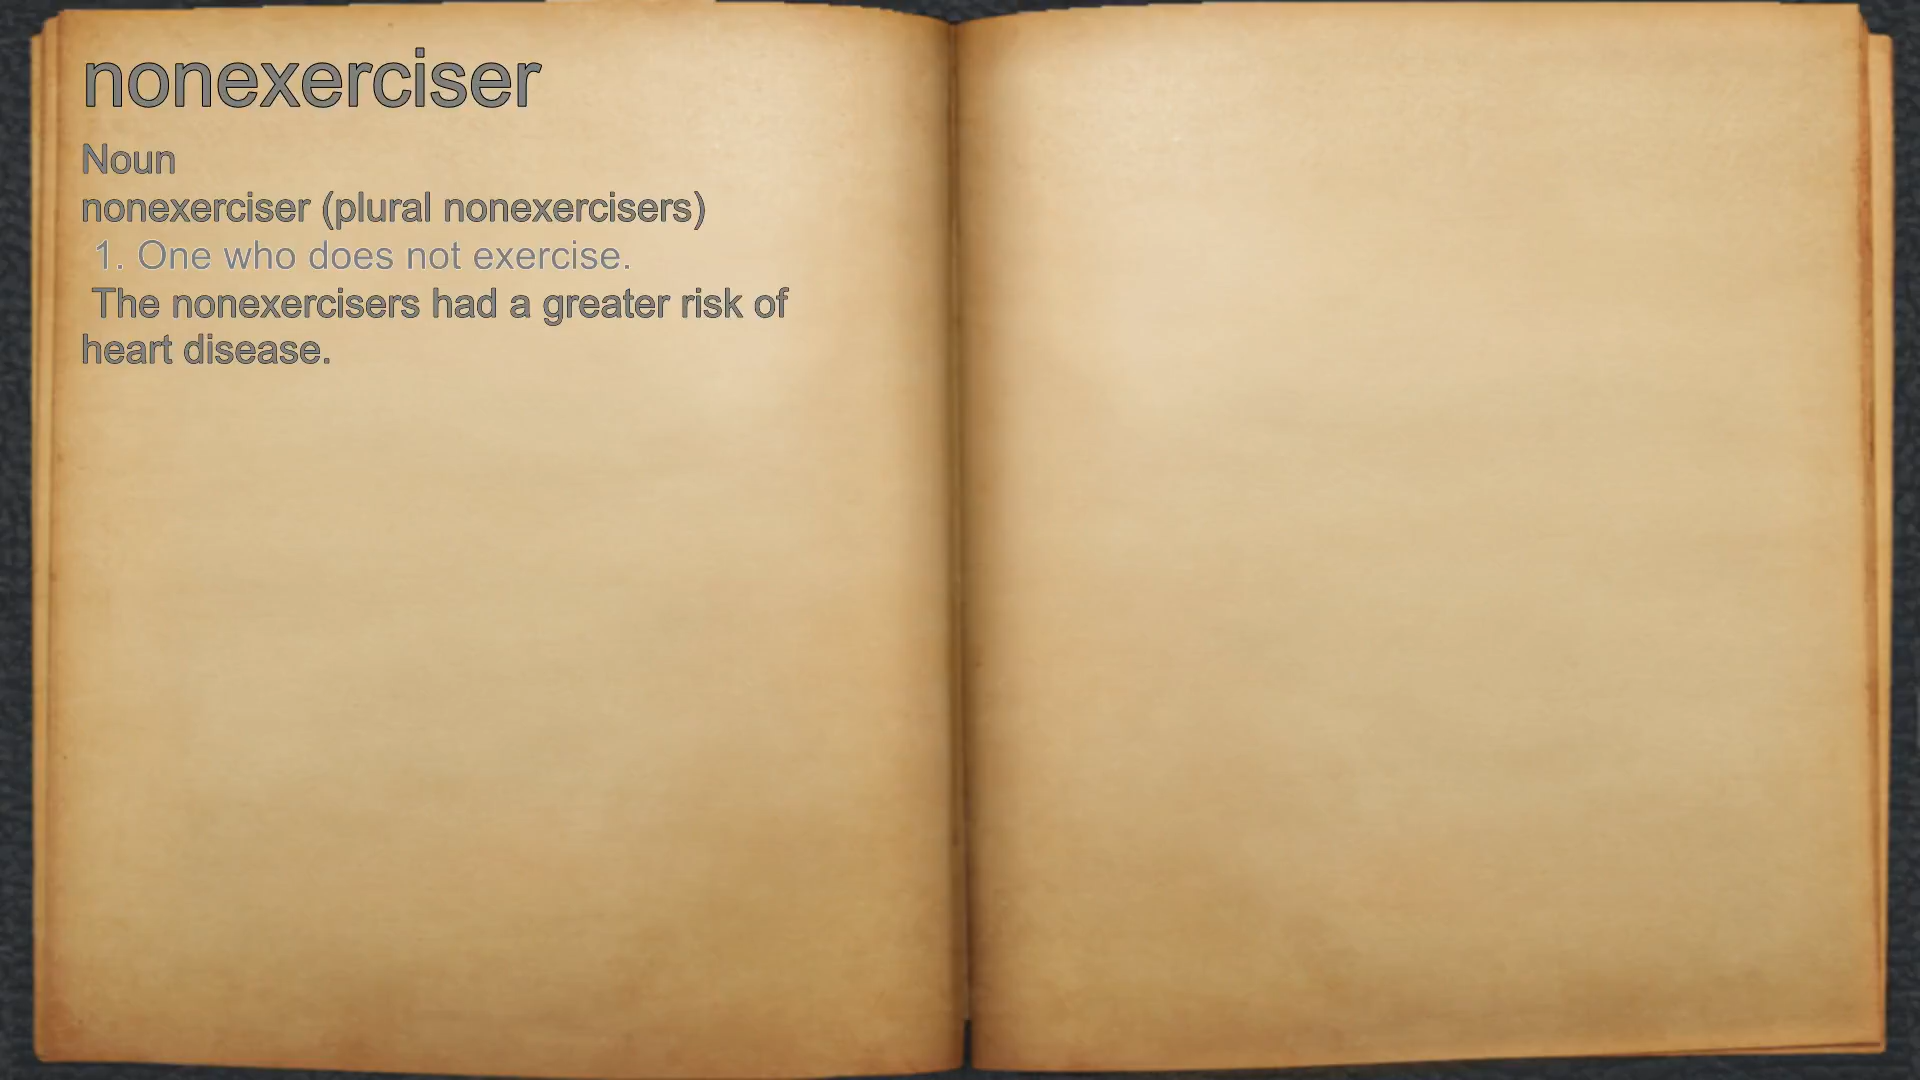 nonexerciser
Noun
nonexerciser (plural nonexercisers)
1. One who does not exercise.
The nonexercisers had a greater risk of
heart disease.